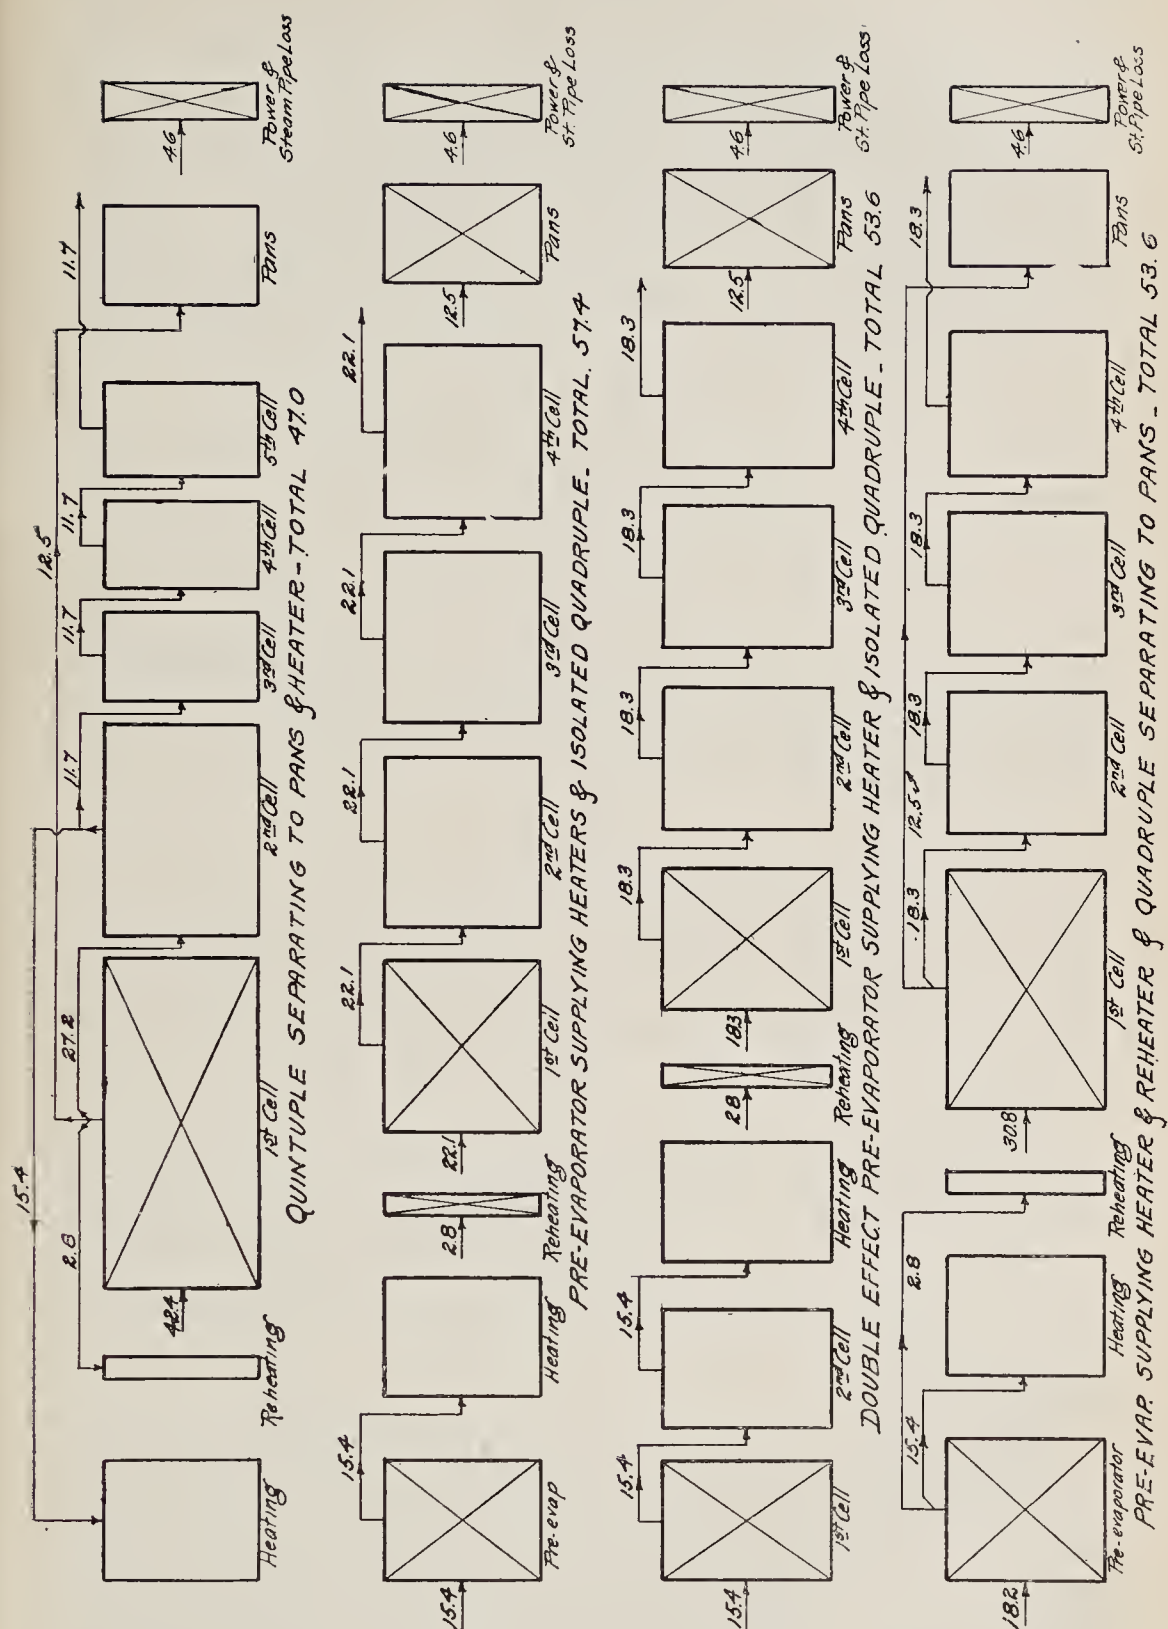 15.4
12.5
2.8
27.2
11.7
11.7
11.7
11.7
42.4
4.6
Heating
Reheating
1st Cell
2nd Cell
3rd Cell
4th Cell
5th Cell
Pans
Power &
Steam Pipe Loss
QUINTUPLE SEPARATING TO PANS & HEATER - TOTAL 47.0
15.4
15.4
2.8
22.1
22.1
22.1
22.1
22.1
12.5
4.6
Pre-evap
Heating
Reheating
1st Cell
2nd Cell
3rd Cell
4th Cell
Pans
Power &
St. Pipe Loss
PRE-EVAPORATOR SUPPLYING HEATERS & ISOLATED QUADRUPLE. TOTAL. 57.4
15.4
15.4
15.4
2.8
18.3
18.3
18.3
18.3
18.3
12.5
4.6
1st Cell
2nd Cell
Heating
Reheating
1st Cell
2nd Cell
3rd Cell
4th Cell
Pans
Power &
St. Pipe Loss
DOUBLE EFFECT PRE-EVAPORATOR SUPPLYING HEATER & ISOLATED QUADRUPLE - TOTAL 53.6
18.2
15.4
2.8
30.8
18.3
12.5
18.3
18.3
18.3
4.6
Pre-evaporator
Heating
Reheating
1st Cell
2nd Cell
3rd Cell
4th Cell
Pans
Power &
St. Pipe Loss
PRE-EVAP. SUPPLYING HEATER & REHEATER & QUADRUPLE SEPARATING TO PANS - TOTAL 53.6